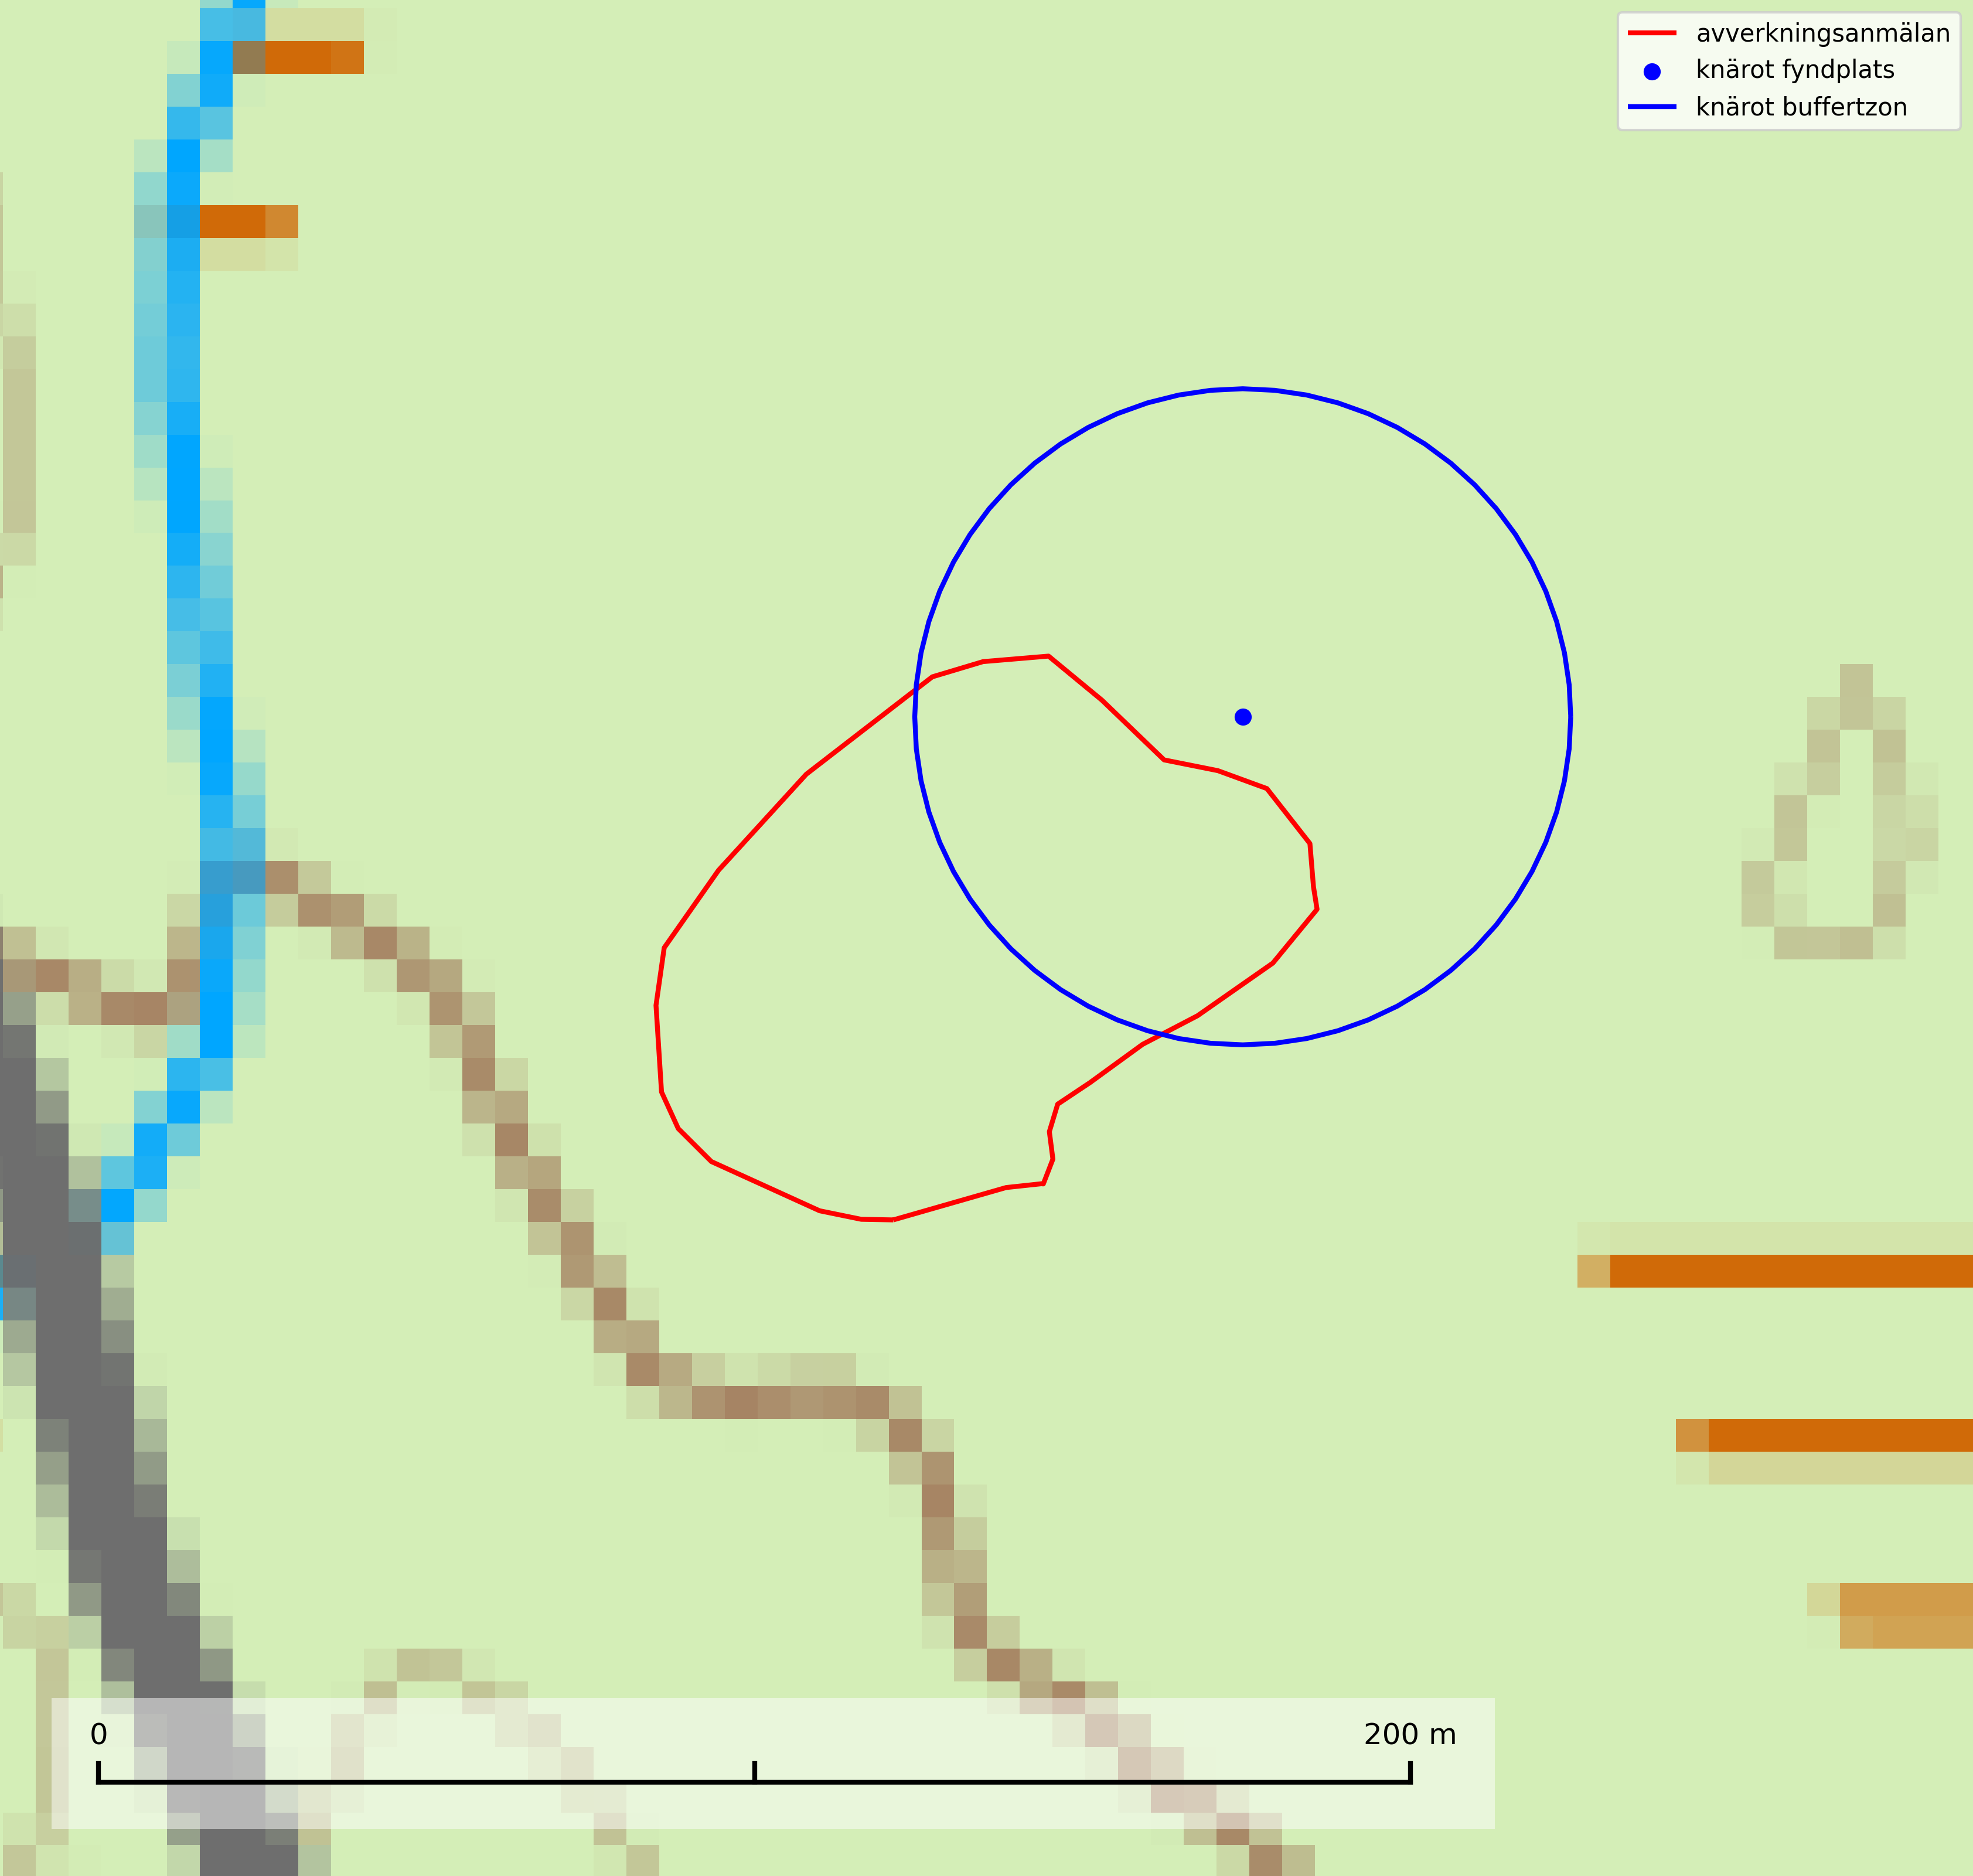 avverkningsanmälan
knärot fyndplats
knärot buffertzon
0 200 m